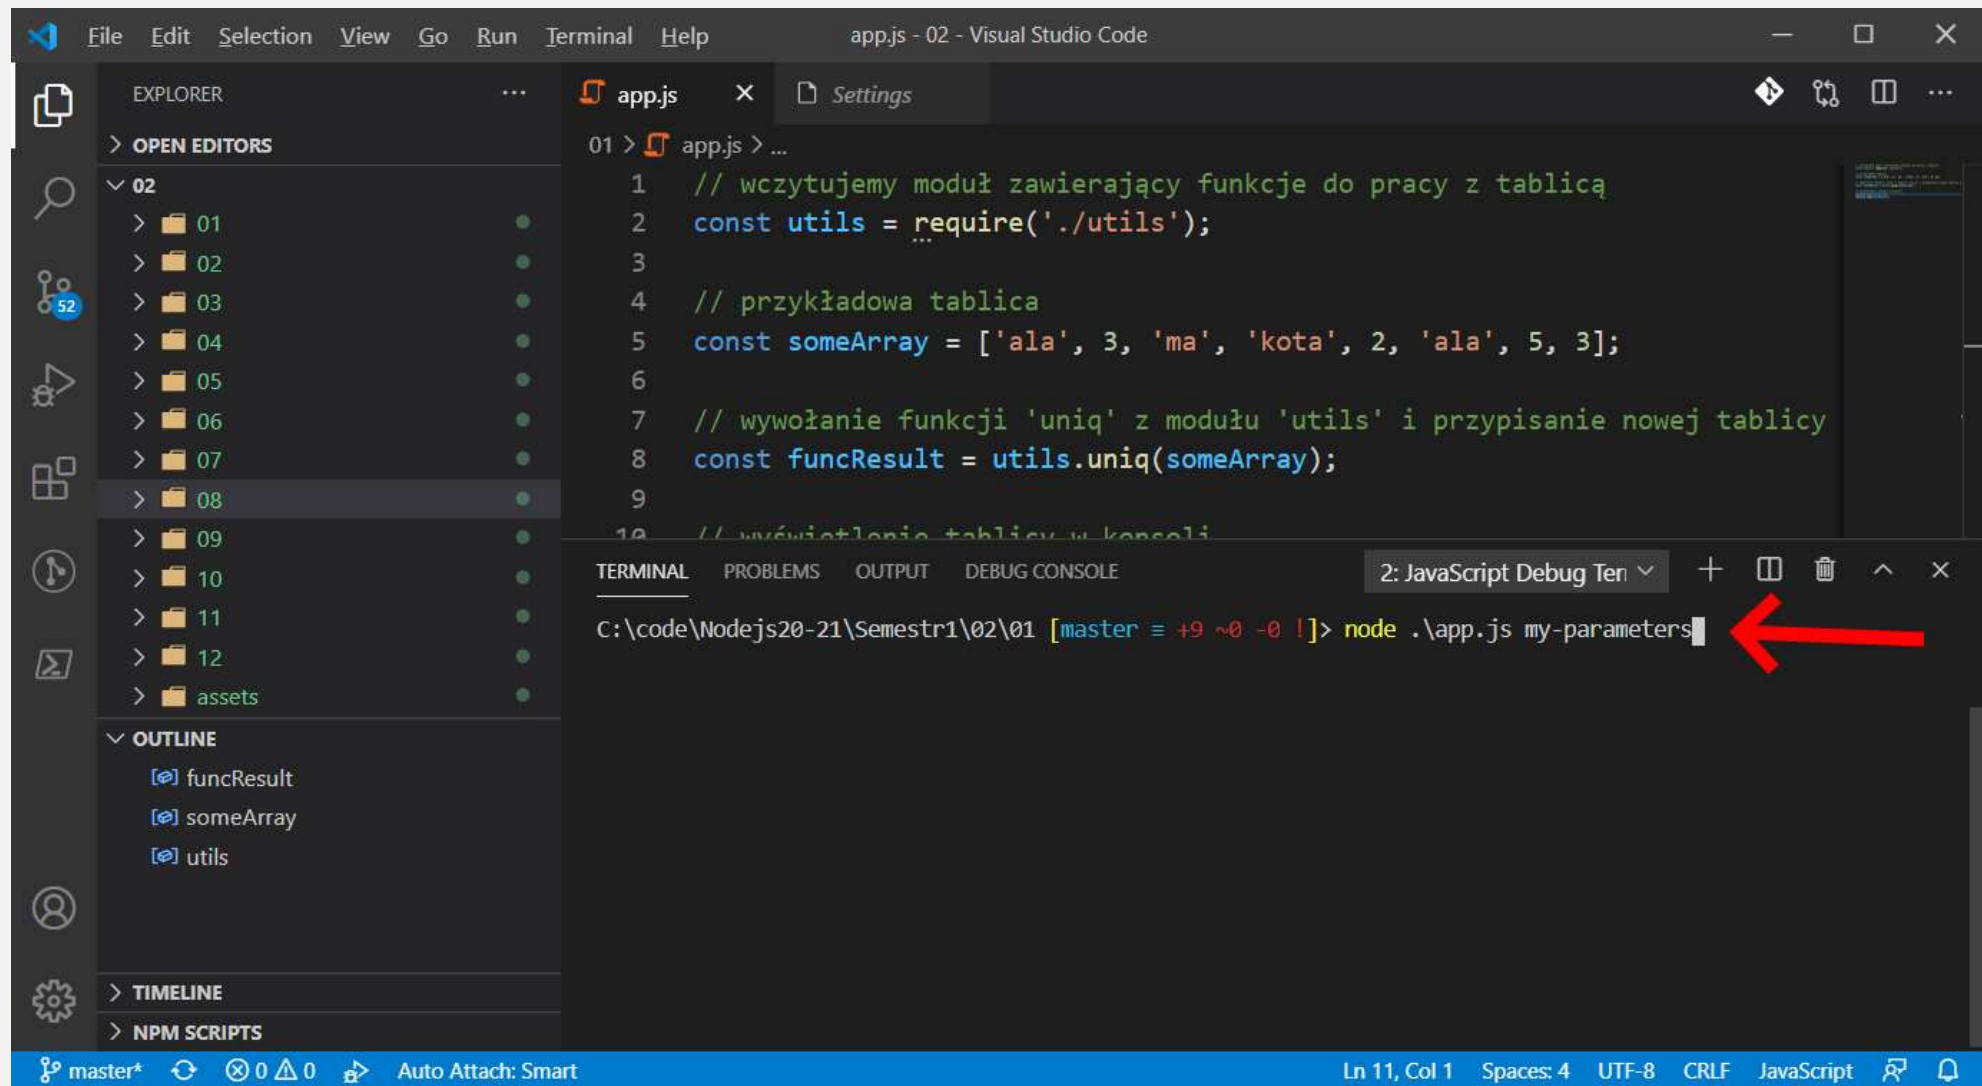 File Edit Selection View Go Run Terminal Help app.js - 02 - Visual Studio Code
EXPLORER
OPEN EDITORS
02
01
02
03
04
05
06
07
08
09
10
11
12
assets
OUTLINE
funcResult
someArray
utils
TIMELINE
NPM SCRIPTS
52
app.js Settings
01 > app.js > ...
1 // wczytujemy moduł zawierający funkcje do pracy z tablicą
2 const utils = require('./utils');
3
4 // przykładowa tablica
5 const someArray = ['ala', 3, 'ma', 'kota', 2, 'ala', 5, 3];
6
7 // wywołanie funkcji 'uniq' z modułu 'utils' i przypisanie nowej tablicy
8 const funcResult = utils.uniq(someArray);
9
10 // wyświetlenie tablicy w konsoli
TERMINAL PROBLEMS OUTPUT DEBUG CONSOLE 2: JavaScript Debug Ter
C:\code\Nodejs20-21\Semestr1\02\01 [master ≡ +9 ~0 -0 !]> node .\app.js my-parameters
master* 0 0 Auto Attach: Smart Ln 11, Col 1 Spaces: 4 UTF-8 CRLF JavaScript